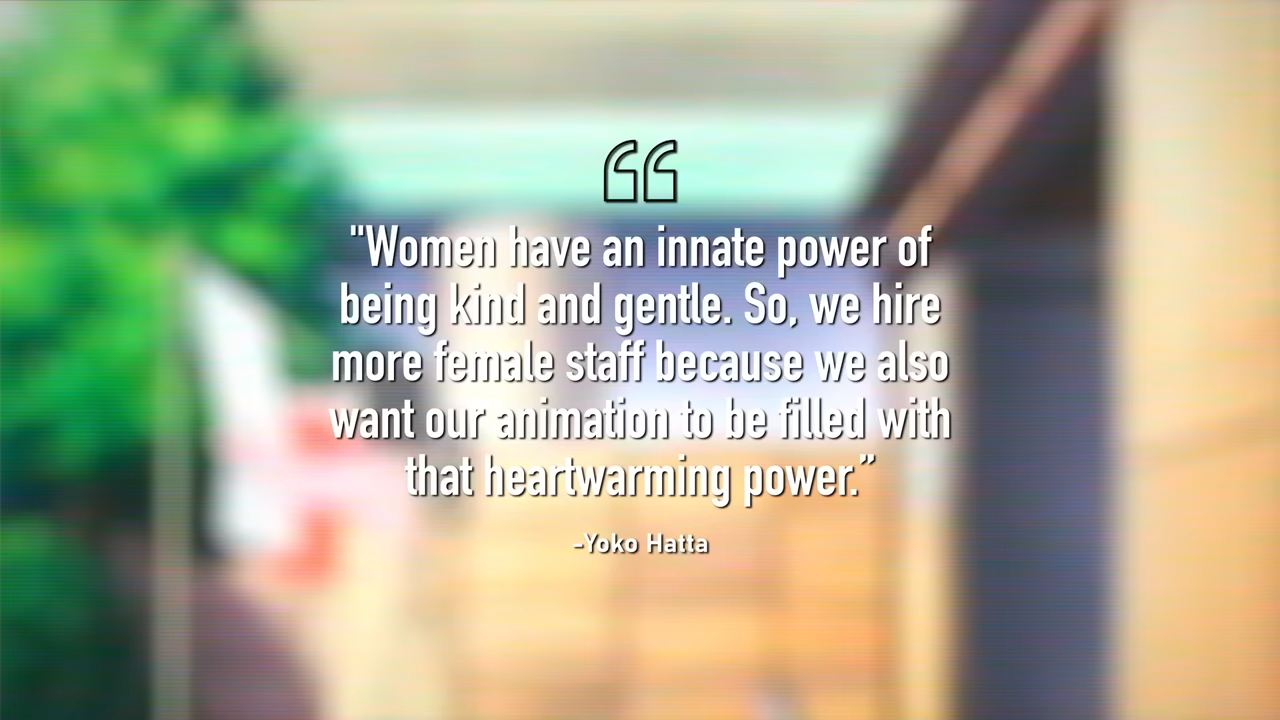 "Women have an innate power of
being kind and gentle. So, we hire
more female staff because we also
want our animation to be filled with
that heartwarming power.”
-Yoko Hatta